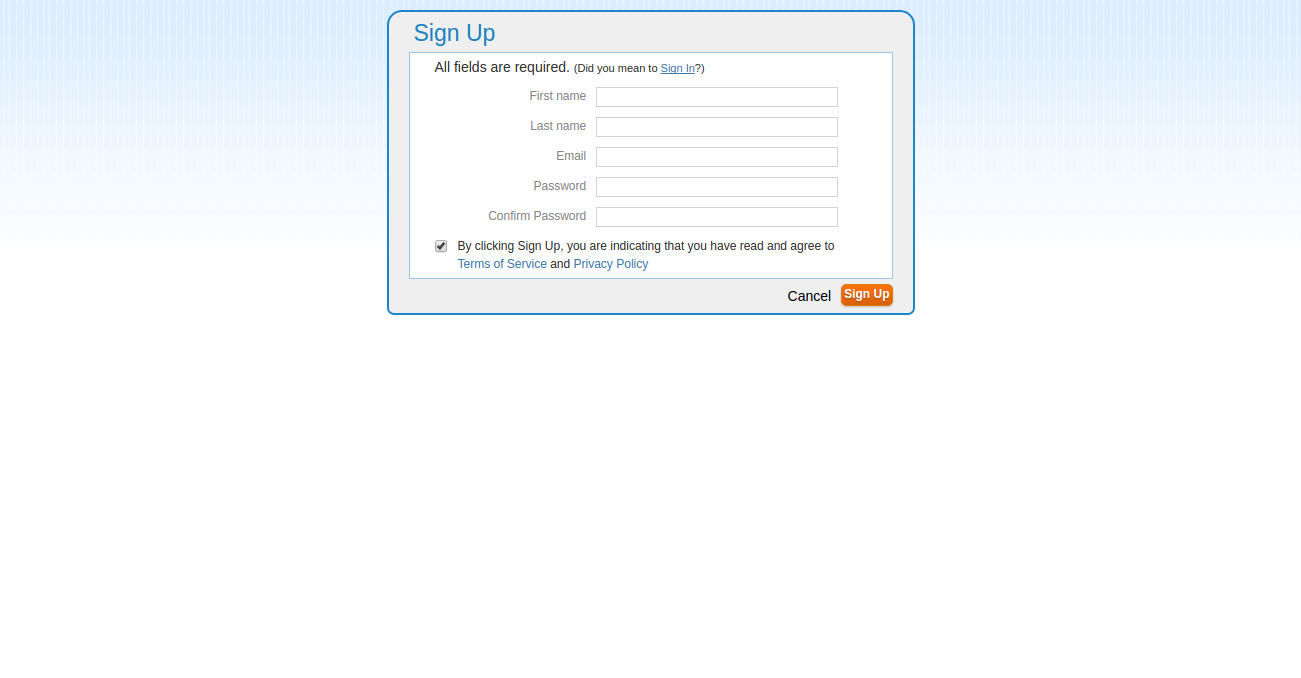 Sign Up
All fields are required. (Did you mean to Sign In?)
First name
Last name
Email
Password
Confirm Password
By clicking Sign Up, you are indicating that you have read and agree to
Terms of Service and Privacy Policy
Cancel Sign Up